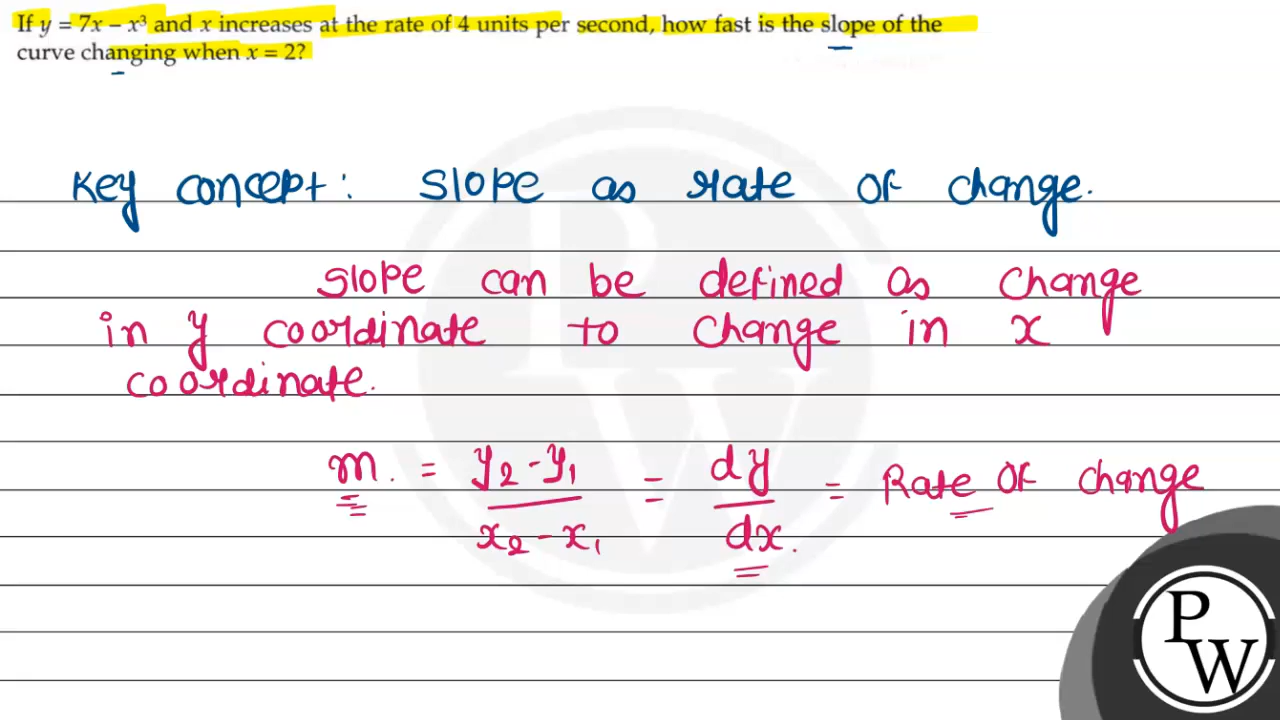 If y = 7x – x³ and x increases at the rate of 4 units per second, how fast is the slope of the
curve changing when x = 2?
Key concept: Slope as rate of change.
Slope can be defined as change
in y coordinate to change in x
coordinate.
m. = y₂-y₁/x₂-x₁ = dy/dx. = Rate of change
PW
PW